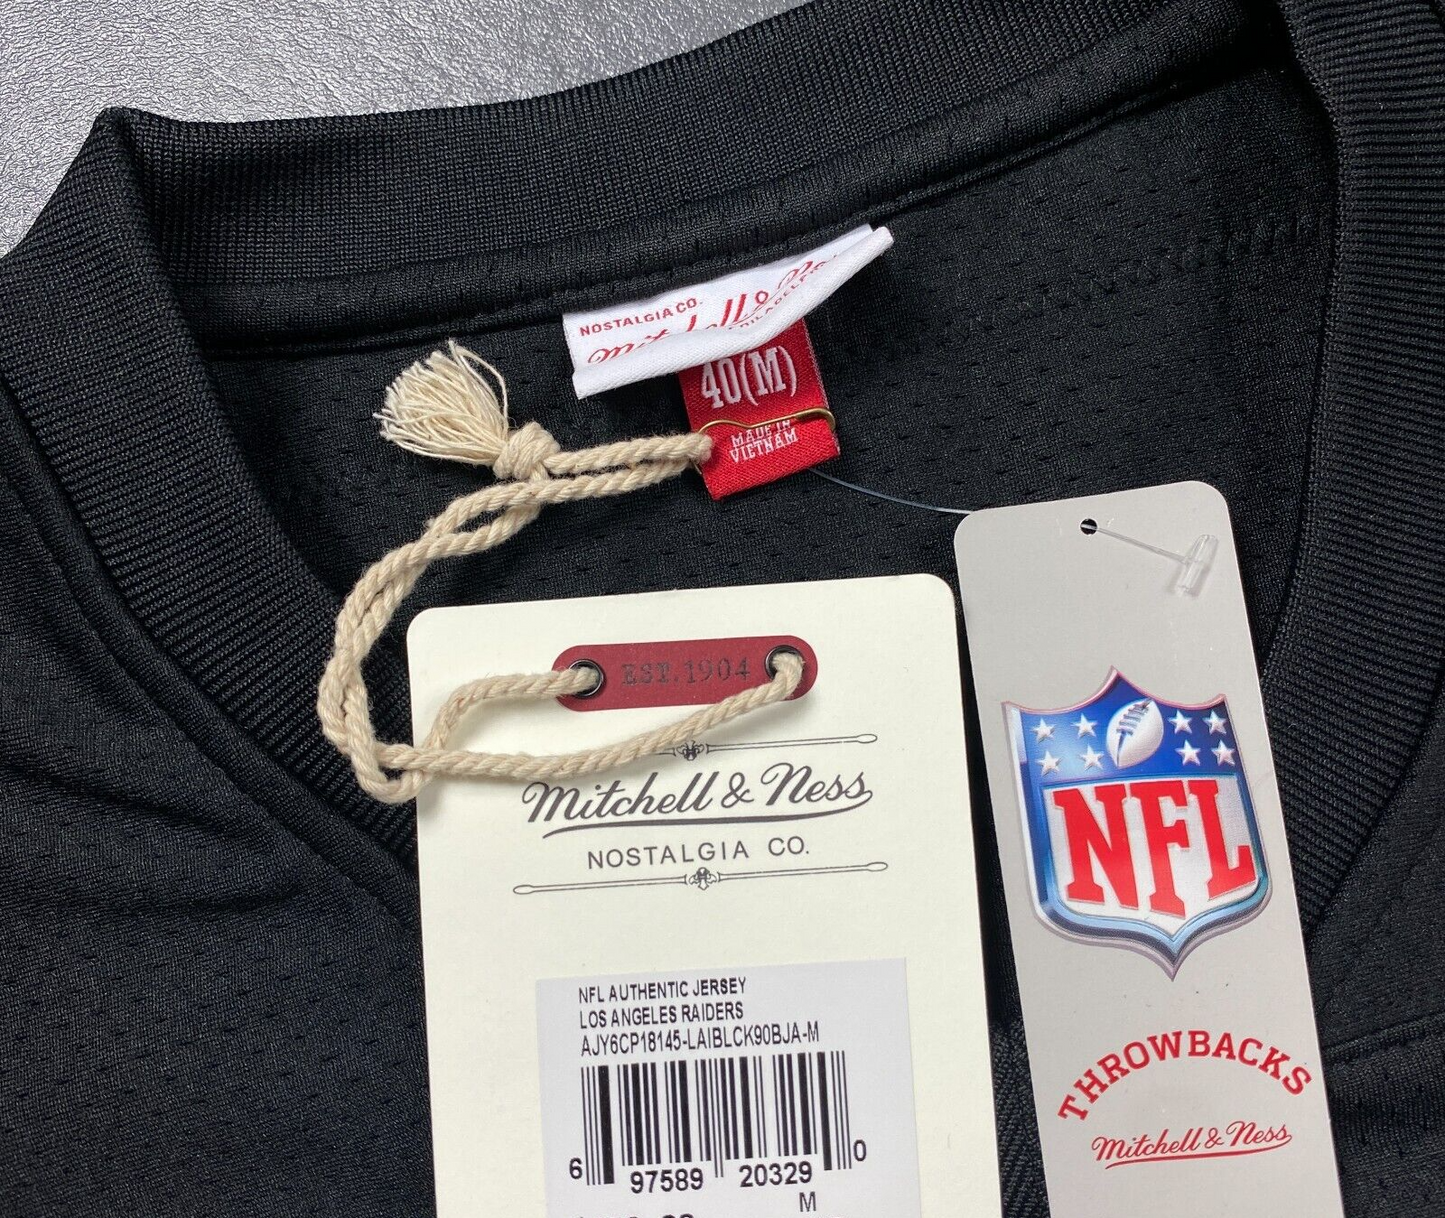 NOSTALGIA CO.
40(M)
MADE IN
VIETNAM
EST. 1904
Mitchell & Ness
NOSTALGIA CO.
NFL AUTHENTIC JERSEY
LOS ANGELES RAIDERS
AJY6CP18145-LAIBLCK90BJA-M
6 97589 20329 0
M
NFL
THROWBACKS
Mitchell & Ness